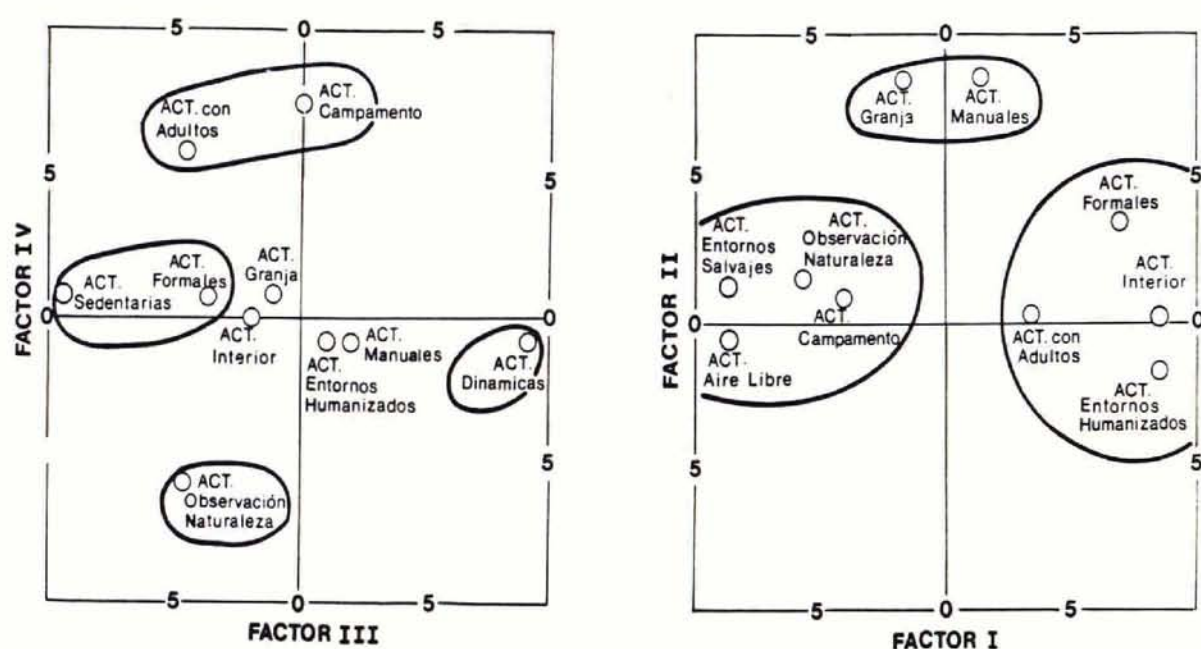 5
0
5
ACT. con
Adultos
ACT.
Campamento
5
5
FACTOR IV
ACT.
Sedentarias
ACT.
Formales
ACT.
Granja
0
0
ACT.
Interior
ACT.
Manuales
ACT.
Entornos
Humanizados
ACT.
Dinamicas
5
ACT.
Observación
Naturaleza
5
0
5
FACTOR III
5
0
5
ACT.
Granja
ACT.
Manuales
5
5
FACTOR II
ACT.
Entornos
Salvajes
ACT.
Observación
Naturaleza
ACT.
Formales
ACT.
Interior
0
0
ACT.
Campamento
ACT. con
Adultos
ACT.
Aire Libre
ACT.
Entornos
Humanizados
5
5
5
0
5
FACTOR I